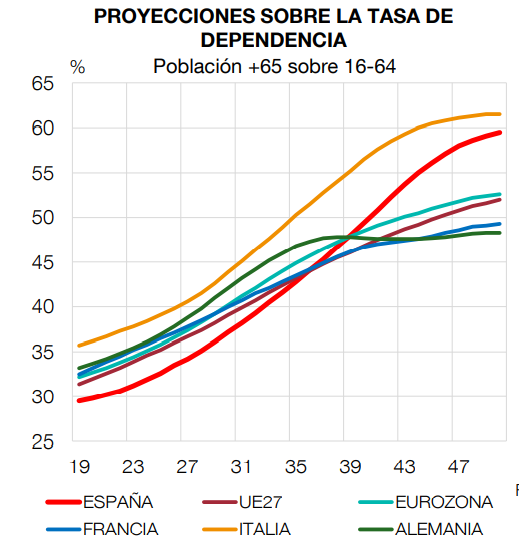 PROYECCIONES SOBRE LA TASA DE
DEPENDENCIA
% Población +65 sobre 16-64
65
60
55
50
45
40
35
30
25
19 23 27 31 35 39 43 47
ESPAÑA UE27 EUROZONA
FRANCIA ITALIA ALEMANIA